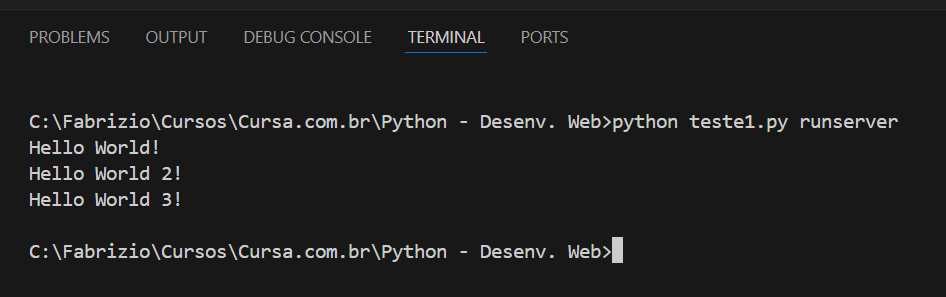 PROBLEMS OUTPUT DEBUG CONSOLE TERMINAL PORTS
C:\Fabrizio\Cursos\Cursa.com.br\Python - Desenv. Web>python teste1.py runserver
Hello World!
Hello World 2!
Hello World 3!
C:\Fabrizio\Cursos\Cursa.com.br\Python - Desenv. Web>